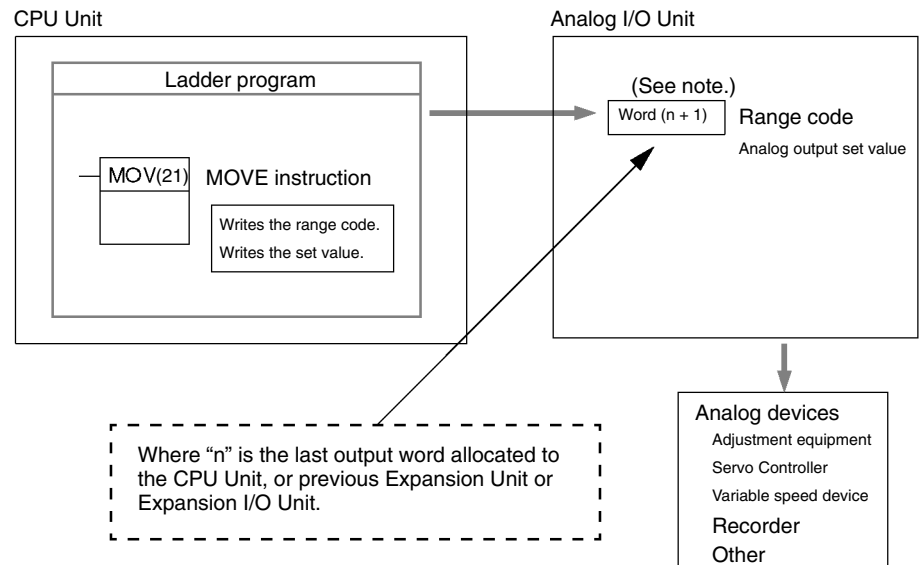 CPU Unit
Analog I/O Unit
Ladder program
(See note.)
Word (n + 1)
Range code
Analog output set value
MOV(21)
MOVE instruction
Writes the range code.
Writes the set value.
Where “n” is the last output word allocated to
the CPU Unit, or previous Expansion Unit or
Expansion I/O Unit.
Analog devices
Adjustment equipment
Servo Controller
Variable speed device
Recorder
Other